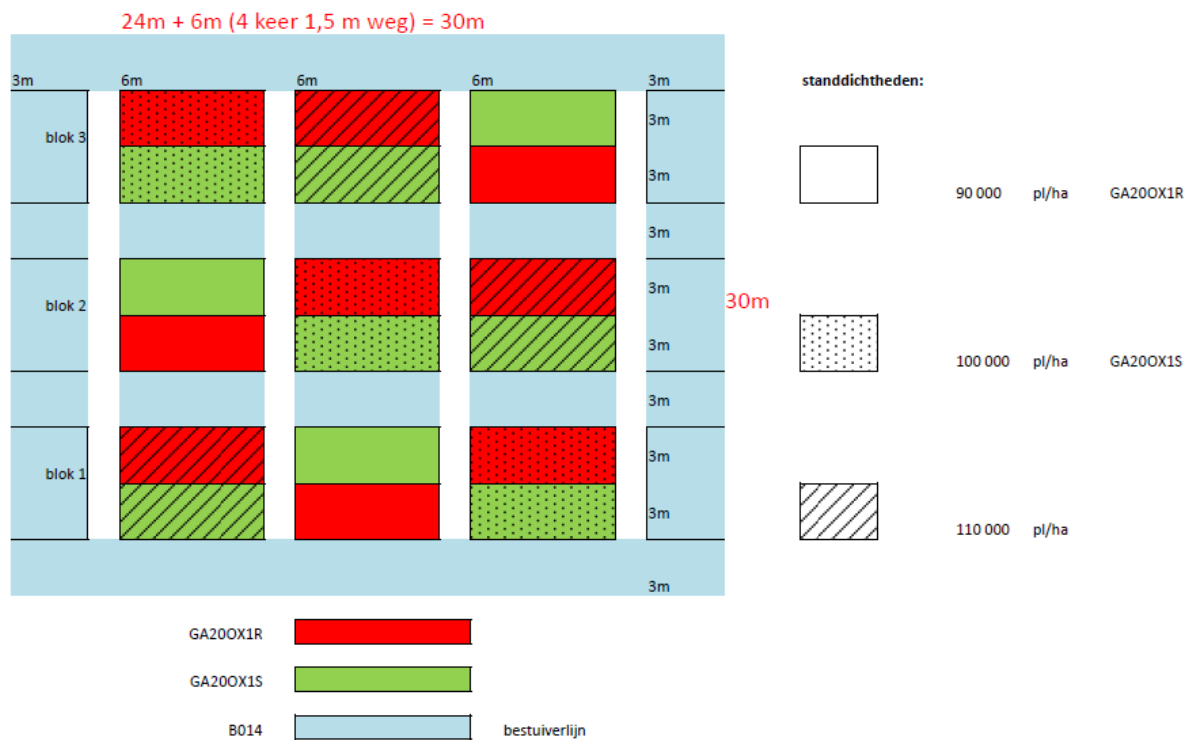 24m + 6m (4 keer 1,5 m weg) = 30m
3m 6m 6m 6m 3m
standdichtheden:
blok 3
3m
3m
90 000 pl/ha GA20OX1R
3m
blok 2
3m
30m
3m
100 000 pl/ha GA20OX1S
3m
blok 1
3m
3m
110 000 pl/ha
3m
GA20OX1R
GA20OX1S
B014 bestuiverlijn